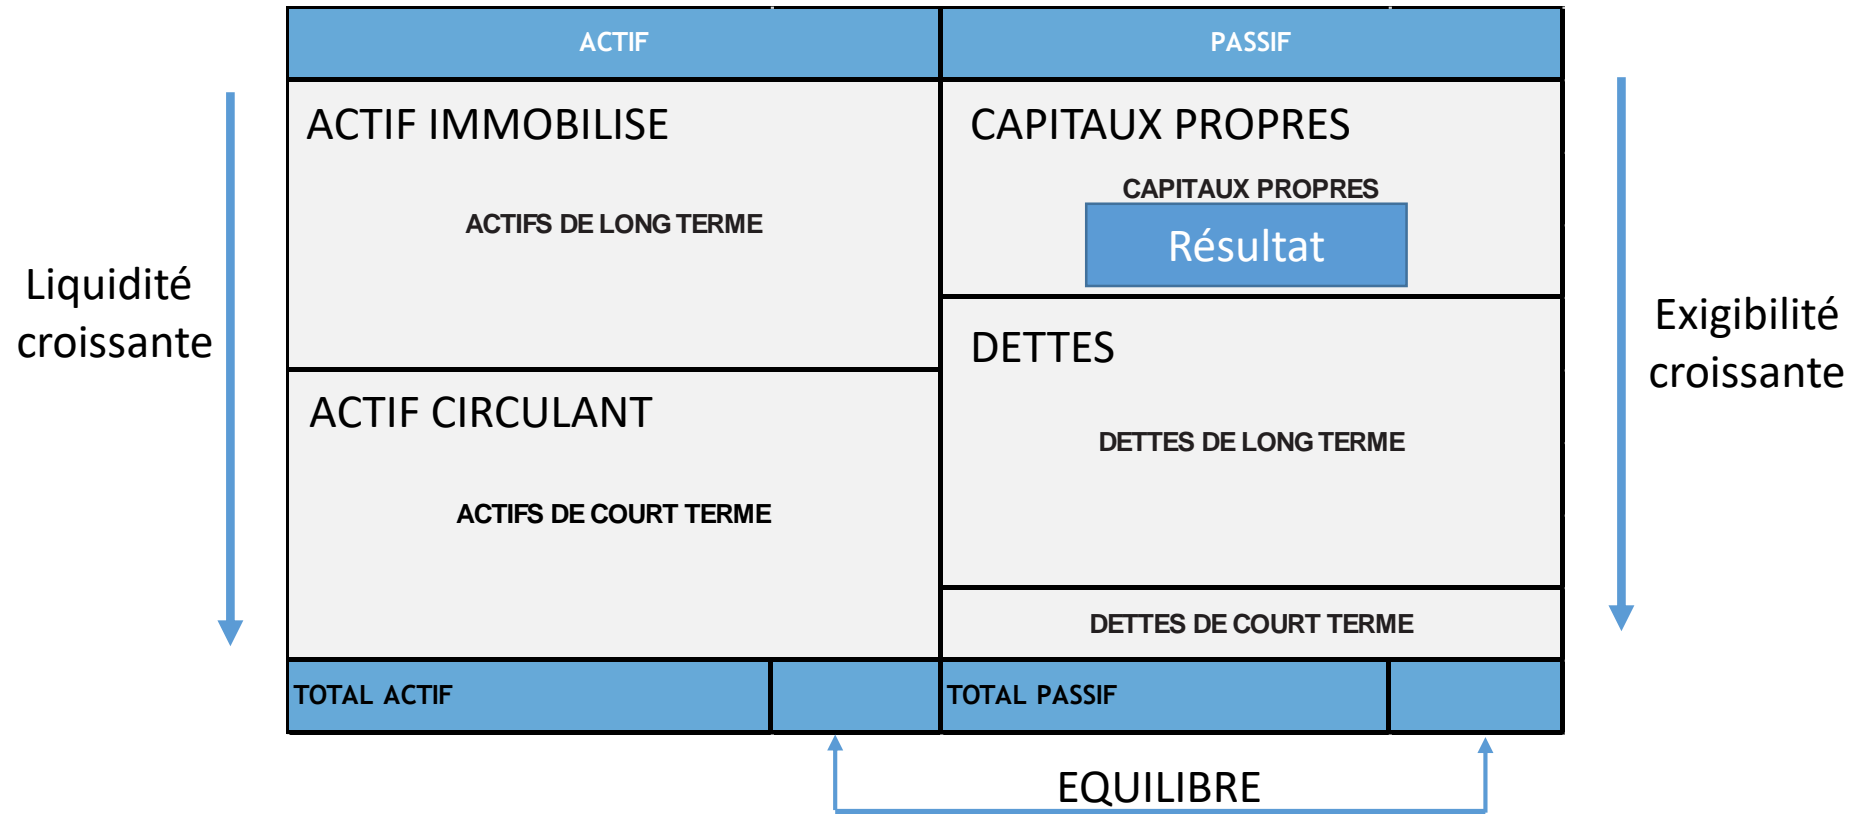 ACTIF
PASSIF
ACTIF IMMOBILISE
ACTIFS DE LONG TERME
CAPITAUX PROPRES
CAPITAUX PROPRES
Résultat
Liquidité
croissante
Exigibilité
croissante
DETTES
DETTES DE LONG TERME
ACTIF CIRCULANT
ACTIFS DE COURT TERME
DETTES DE COURT TERME
TOTAL ACTIF
TOTAL PASSIF
EQUILIBRE